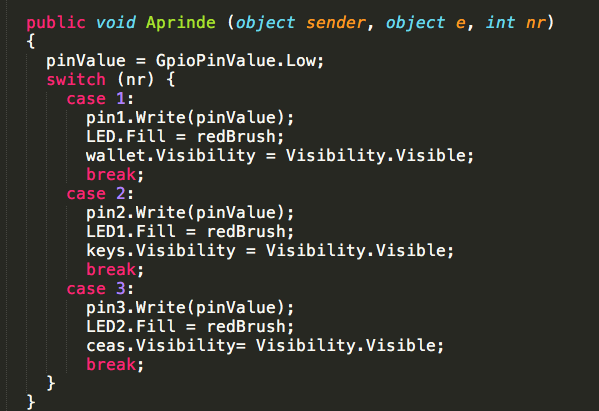 public void Aprinde (object sender, object e, int nr)
{
pinValue = GpioPinValue.Low;
switch (nr) {
case 1:
pin1.Write(pinValue);
LED.Fill = redBrush;
wallet.Visibility = Visibility.Visible;
break;
case 2:
pin2.Write(pinValue);
LED1.Fill = redBrush;
keys.Visibility = Visibility.Visible;
break;
case 3:
pin3.Write(pinValue);
LED2.Fill = redBrush;
ceas.Visibility= Visibility.Visible;
break;
}
}